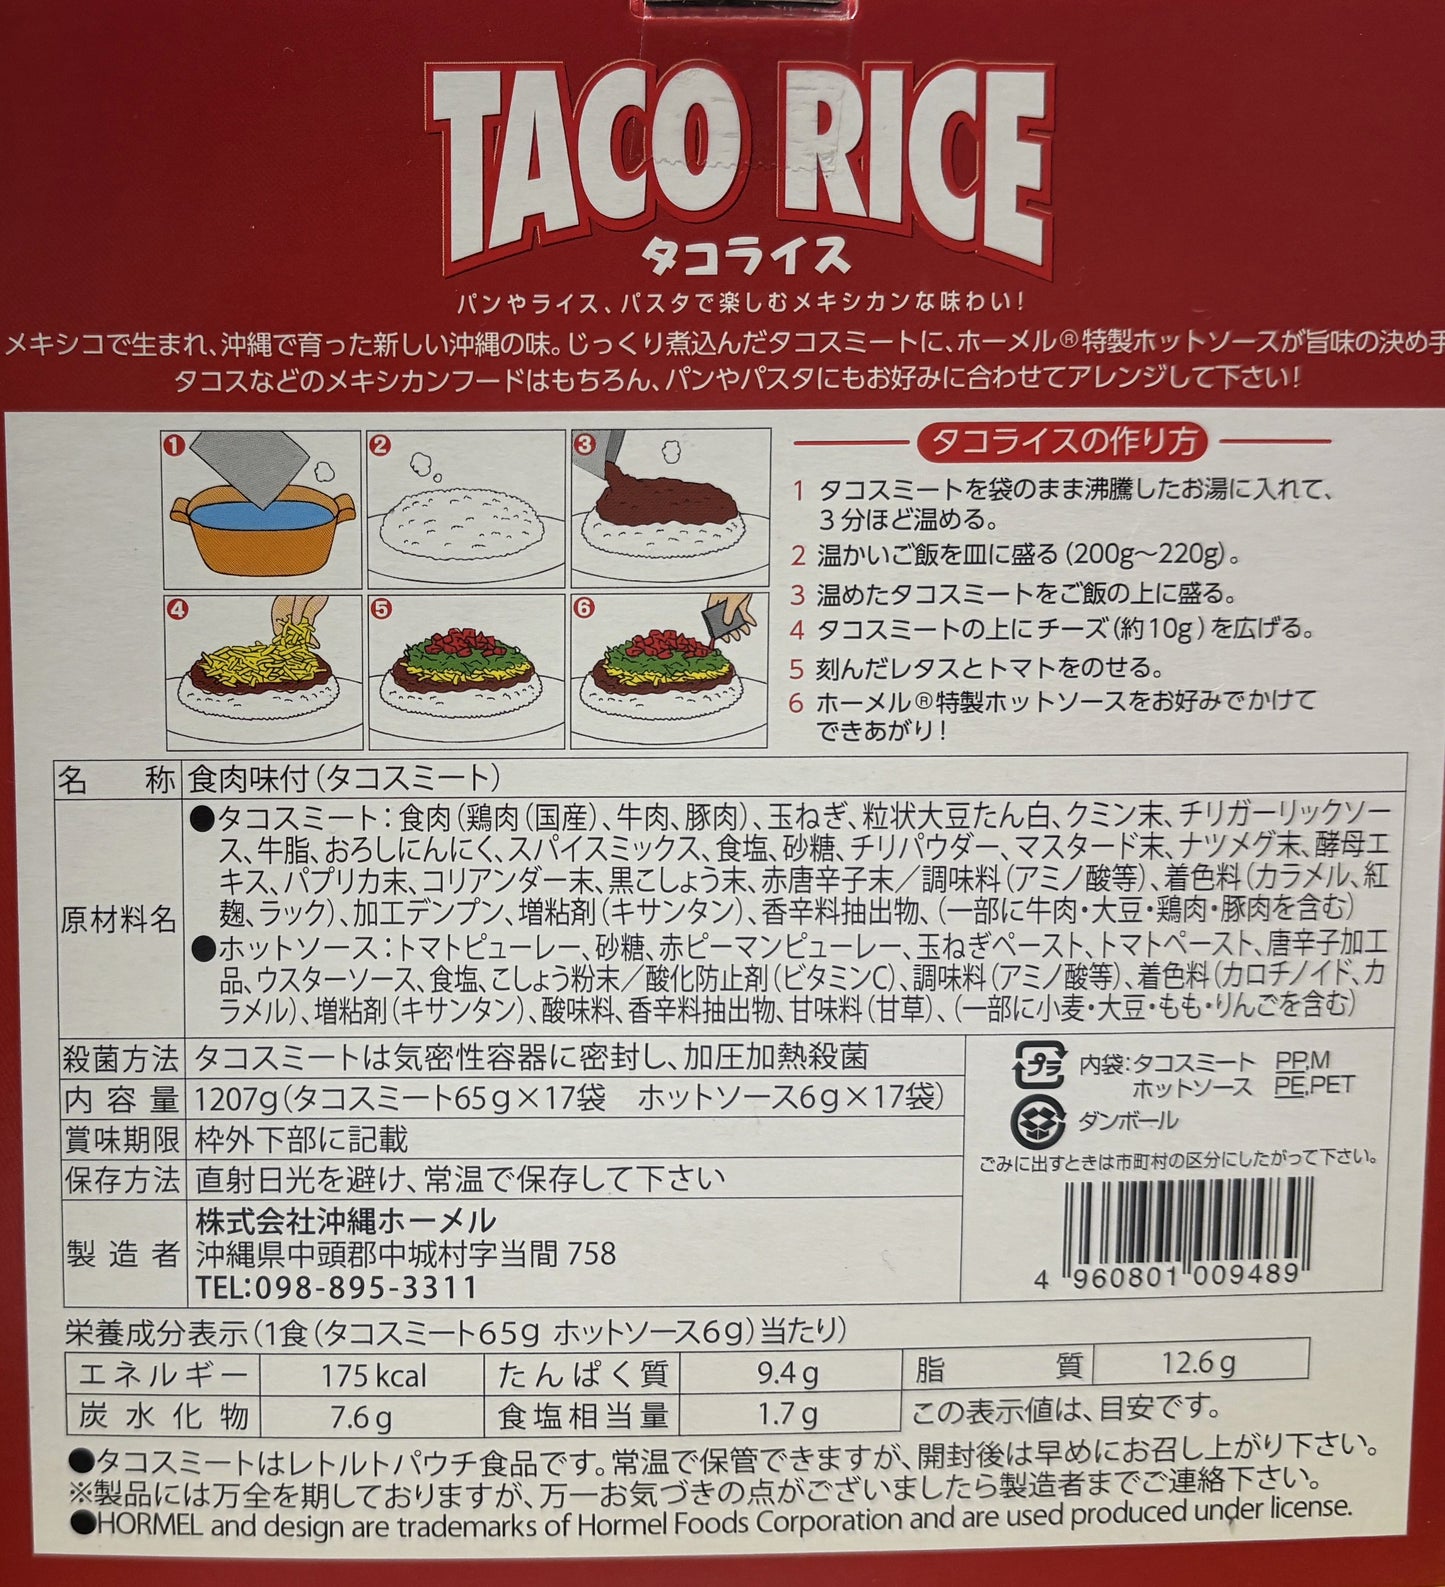 TACO RICE
タコライス
パンやライス、パスタで楽しむメキシカンな味わい!
メキシコで生まれ、沖縄で育った新しい沖縄の味。じっくり煮込んだタコスミートに、ホーメル®特製ホットソースが旨味の決め手
タコスなどのメキシカンフードはもちろん、パンやパスタにもお好みに合わせてアレンジして下さい!
1 2 3
4 5 6
タコライスの作り方
1 タコスミートを袋のまま沸騰したお湯に入れて、
3分ほど温める。
2 温かいご飯を皿に盛る(200g〜220g)。
3 温めたタコスミートをご飯の上に盛る。
4 タコスミートの上にチーズ(約10g)を広げる。
5 刻んだレタスとトマトをのせる。
6 ホーメル®特製ホットソースをお好みでかけて
できあがり!
名 称 食肉味付(タコスミート)
原材料名 ●タコスミート:食肉(鶏肉(国産)、牛肉、豚肉)、玉ねぎ、粒状大豆たん白、クミン末、チリガーリックソー
ス、牛脂、おろしにんにく、スパイスミックス、食塩、砂糖、チリパウダー、マスタード末、ナツメグ末、酵母エ
キス、パプリカ末、コリアンダー末、黒こしょう末、赤唐辛子末/調味料(アミノ酸等)、着色料(カラメル、紅
麹、ラック)、加工デンプン、増粘剤(キサンタン)、香辛料抽出物、(一部に牛肉・大豆・鶏肉・豚肉を含む)
●ホットソース:トマトピューレー、砂糖、赤ピーマンピューレー、玉ねぎペースト、トマトペースト、唐辛子加工
品、ウスターソース、食塩、こしょう粉末/酸化防止剤(ビタミンC)、調味料(アミノ酸等)、着色料(カロチノイド、カ
ラメル)、増粘剤(キサンタン)、酸味料、香辛料抽出物、甘味料(甘草)、(一部に小麦・大豆・もも・りんごを含む)
殺菌方法 タコスミートは気密性容器に密封し、加圧加熱殺菌
内容量 1207g(タコスミート65g×17袋 ホットソース6g×17袋)
賞味期限 枠外下部に記載
保存方法 直射日光を避け、常温で保存して下さい
製造者 株式会社沖縄ホーメル
沖縄県中頭郡中城村字当間 758
TEL:098-895-3311
プラ 内袋:タコスミート PP,M
ホットソース PE,PET
ダンボール
ごみに出すときは市町村の区分にしたがって下さい。
4 960801 009489
栄養成分表示(1食(タコスミート65g ホットソース6g)当たり)
エネルギー 175 kcal たんぱく質 9.4g 脂 質 12.6g
炭水化物 7.6g 食塩相当量 1.7g この表示値は、目安です。
●タコスミートはレトルトパウチ食品です。常温で保管できますが、開封後は早めにお召し上がり下さい。
※製品には万全を期しておりますが、万一お気づきの点がございましたら製造者までご連絡下さい。
●HORMEL and design are trademarks of Hormel Foods Corporation and are used produced under license.